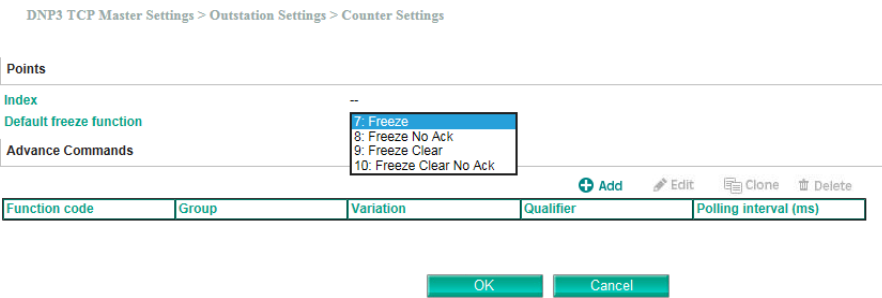 DNP3 TCP Master Settings > Outstation Settings > Counter Settings
Points
Index --
Default freeze function 7: Freeze
8: Freeze No Ack
9: Freeze Clear
10: Freeze Clear No Ack
Advance Commands
Add Edit Clone Delete
Function code Group Variation Qualifier Polling interval (ms)
OK Cancel